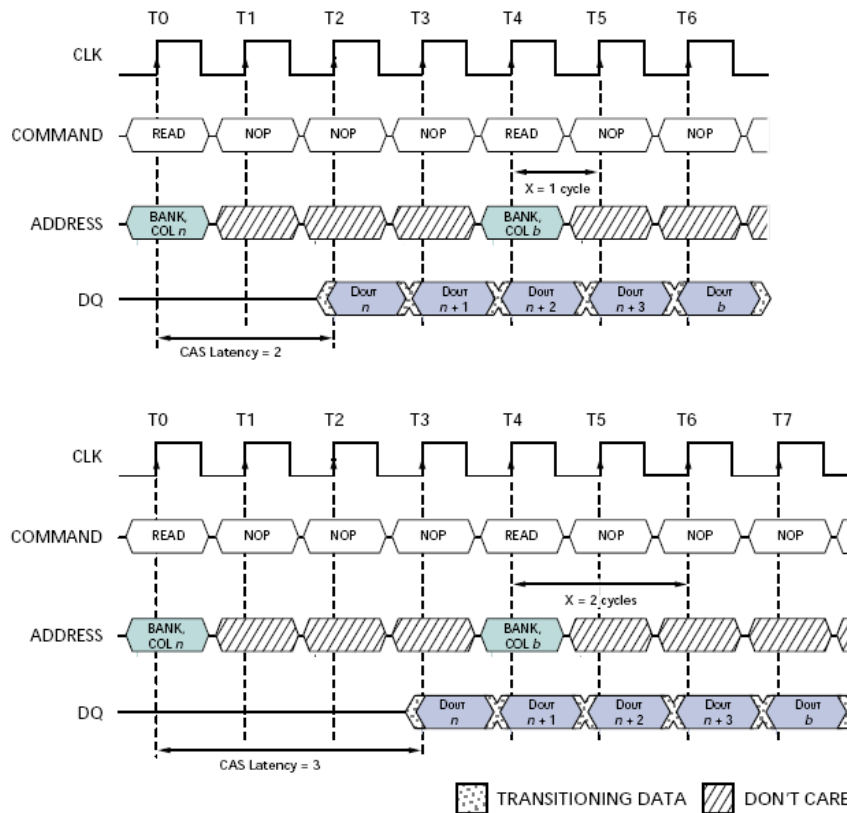 T0 T1 T2 T3 T4 T5 T6
CLK
COMMAND READ NOP NOP NOP READ NOP NOP
X = 1 cycle
ADDRESS BANK, COL n BANK, COL b
DQ DOUT n DOUT n + 1 DOUT n + 2 DOUT n + 3 DOUT b
CAS Latency = 2
T0 T1 T2 T3 T4 T5 T6 T7
CLK
COMMAND READ NOP NOP NOP READ NOP NOP NOP
X = 2 cycles
ADDRESS BANK, COL n BANK, COL b
DQ DOUT n DOUT n + 1 DOUT n + 2 DOUT n + 3 DOUT b
CAS Latency = 3
TRANSITIONING DATA DON'T CARE